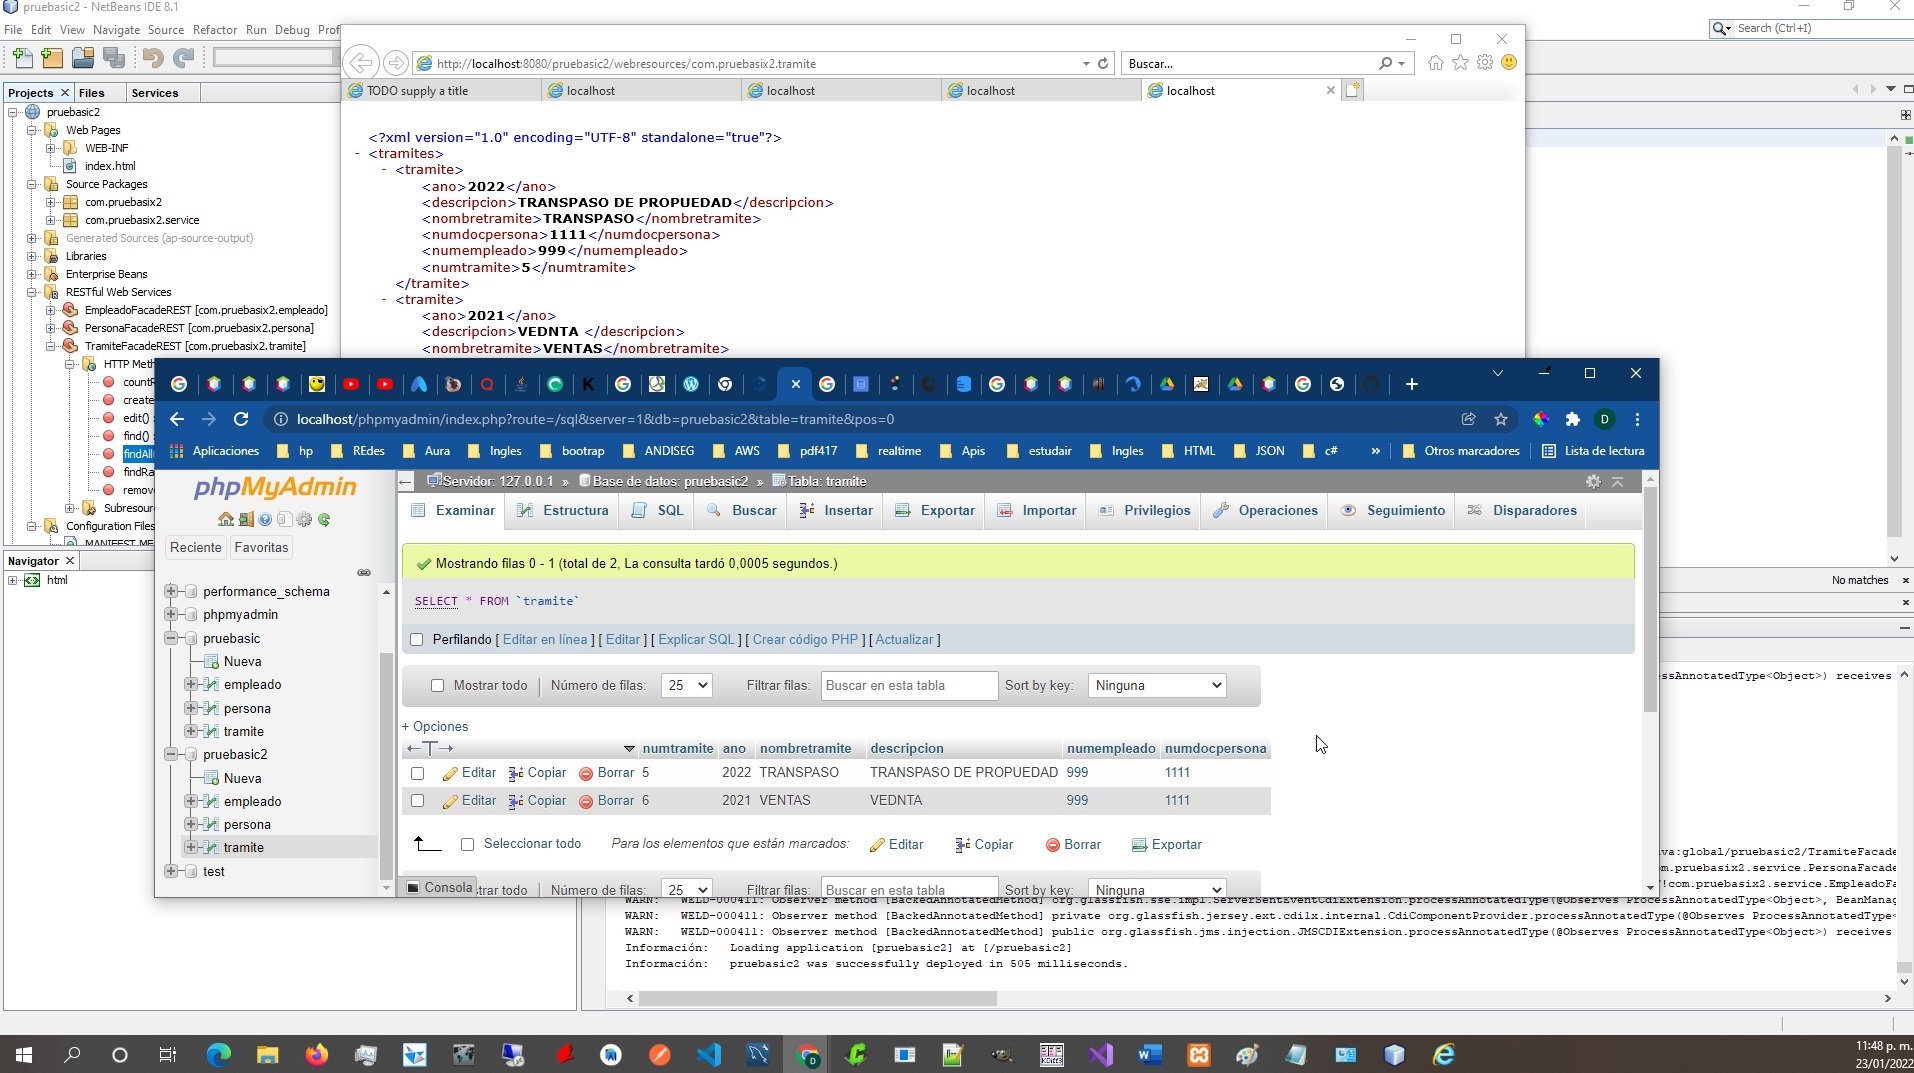 pruebasic2 - NetBeans IDE 8.1
File Edit View Navigate Source Refactor Run Debug
Search (Ctrl+I)
Projects Files Services
pruebasic2
Web Pages
WEB-INF
index.html
Source Packages
com.pruebasix2
com.pruebasix2.service
Generated Sources (ap-source-output)
Libraries
Enterprise Beans
RESTful Web Services
EmpleadoFacadeREST [com.pruebasix2.empleado]
PersonaFacadeREST [com.pruebasix2.persona]
TramiteFacadeREST [com.pruebasix2.tramite]
HTTP Met
count
create
edit()
find()
findAll
findRa
remov
Subresour
Configuration Files
MANIFEST.ME
Navigator
html
http://localhost:8080/pruebasic2/webresources/com.pruebasix2.tramite
Buscar...
TODO supply a title
localhost
localhost
localhost
localhost
<?xml version="1.0" encoding="UTF-8" standalone="true"?>
- <tramites>
- <tramite>
<ano>2022</ano>
<descripcion>TRANSPASO DE PROPUEDAD</descripcion>
<nombretramite>TRANSPASO</nombretramite>
<numdocpersona>1111</numdocpersona>
<numempleado>999</numempleado>
<numtramite>5</numtramite>
</tramite>
- <tramite>
<ano>2021</ano>
<descripcion>VEDNTA </descripcion>
<nombretramite>VENTAS</nombretramite>
localhost/phpmyadmin/index.php?route=/sql&server=1&db=pruebasic2&table=tramite&pos=0
Aplicaciones hp REdes Aura Ingles bootrap ANDISEG AWS pdf417 realtime Apis estudair Ingles HTML JSON c# » Otros marcadores Lista de lectura
phpMyAdmin
Reciente Favoritas
performance_schema
phpmyadmin
pruebasic
Nueva
empleado
persona
tramite
pruebasic2
Nueva
empleado
persona
tramite
test
Servidor: 127.0.0.1 » Base de datos: pruebasic2 » Tabla: tramite
Examinar Estructura SQL Buscar Insertar Exportar Importar Privilegios Operaciones Seguimiento Disparadores
Mostrando filas 0 - 1 (total de 2, La consulta tardó 0,0005 segundos.)
SELECT * FROM `tramite`
Perfilando [ Editar en línea ] [ Editar ] [ Explicar SQL ] [ Crear código PHP ] [ Actualizar ]
Mostrar todo Número de filas: 25 Filtrar filas: Buscar en esta tabla Sort by key: Ninguna
+ Opciones
numtramite ano nombretramite descripcion numempleado numdocpersona
Editar Copiar Borrar 5 2022 TRANSPASO TRANSPASO DE PROPUEDAD 999 1111
Editar Copiar Borrar 6 2021 VENTAS VEDNTA 999 1111
Seleccionar todo Para los elementos que están marcados: Editar Copiar Borrar Exportar
Consola
strar todo Número de filas: 25 Filtrar filas: Buscar en esta tabla Sort by key: Ninguna
No matches
essAnnotatedType<Object>) receives
ava:global/pruebasic2/TramiteFacade
com.pruebasix2.service.PersonaFac
!com.pruebasix2.service.EmpleadoFa
WARN: WELD-000411: Observer method [BackedAnnotatedMethod] org.glassfish.sse.impl.ServerSentEventCdiExtension.processAnnotatedType(@Observes ProcessAnnotatedType<Object>, BeanManag
WARN: WELD-000411: Observer method [BackedAnnotatedMethod] private org.glassfish.jersey.ext.cdi1x.internal.CdiComponentProvider.processAnnotatedType(@Observes ProcessAnnotatedType<
WARN: WELD-000411: Observer method [BackedAnnotatedMethod] public org.glassfish.jms.injection.JMSCDIExtension.processAnnotatedType(@Observes ProcessAnnotatedType<Object>) receives
Información: Loading application [pruebasic2] at [/pruebasic2]
Información: pruebasic2 was successfully deployed in 505 milliseconds.
11:48 p. m.
23/01/2022